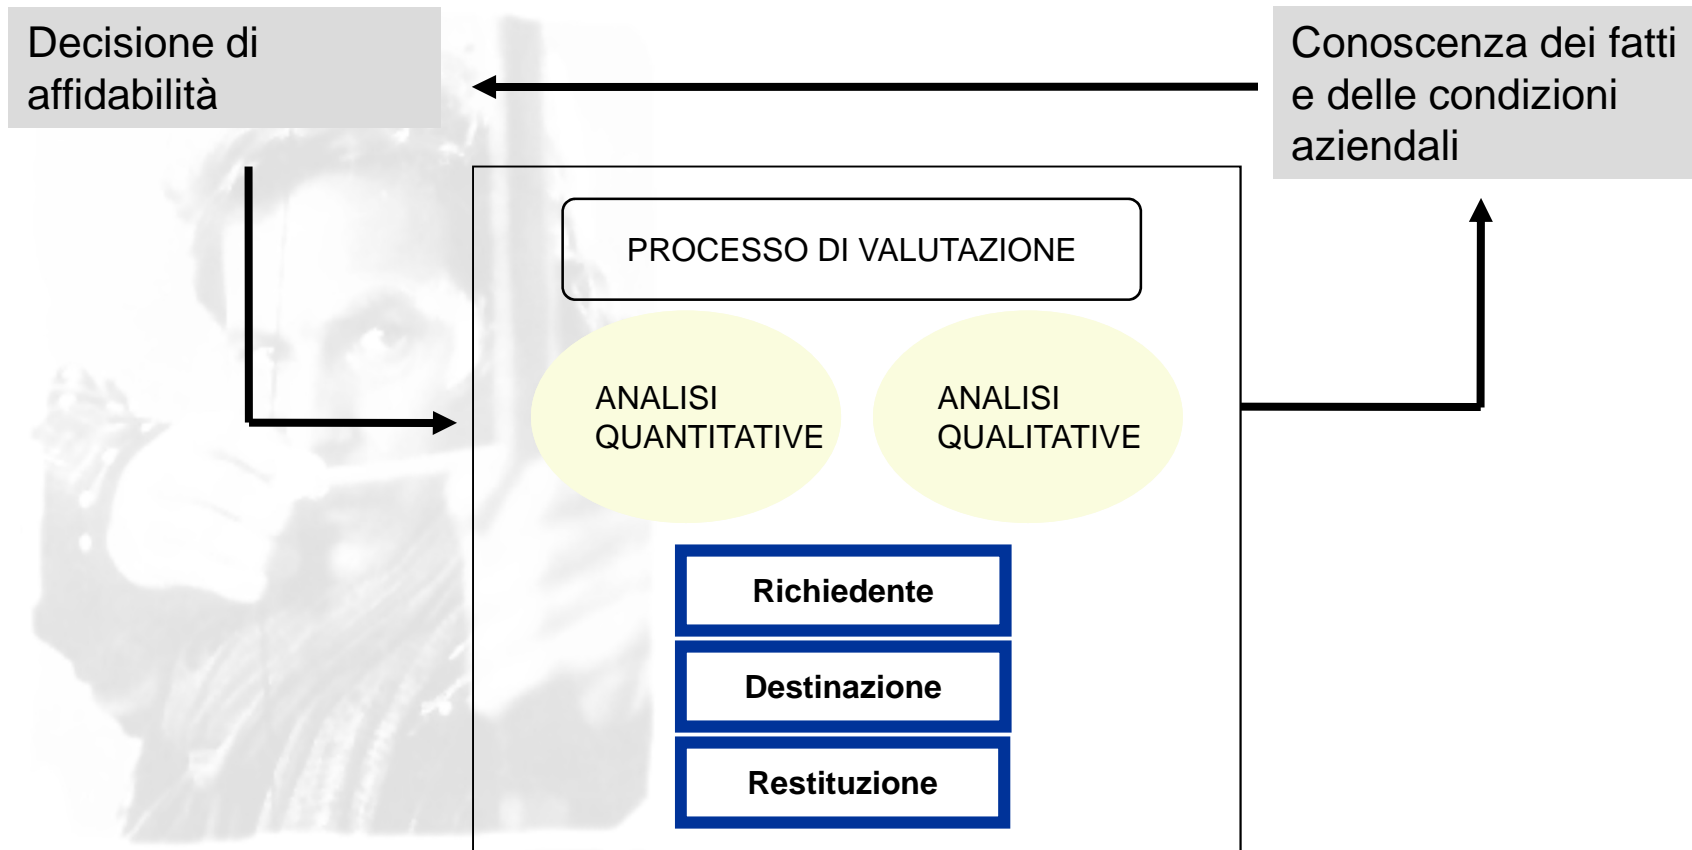 Decisione di
affidabilità
Conoscenza dei fatti
e delle condizioni
aziendali
PROCESSO DI VALUTAZIONE
ANALISI
QUANTITATIVE
ANALISI
QUALITATIVE
Richiedente
Destinazione
Restituzione